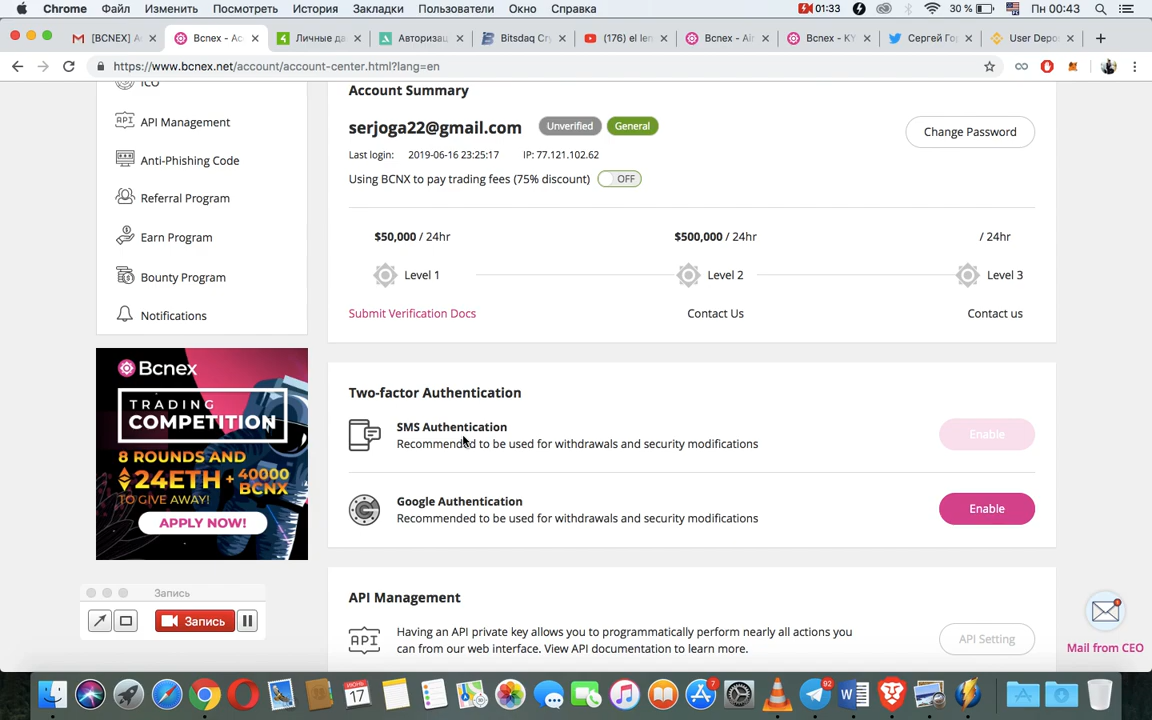 Chrome Файл Изменить Посмотреть История Закладки Пользователи Окно Справка 01:33 30 % Пн 00:43
[BCNEX] A Bcnex - Ac Личные да Авторизац Bitsdaq Cr (176) el len Bcnex - Air Bcnex - KY Сергей Гор User Depo
https://www.bcnex.net/account/account-center.html?lang=en
ICO
API Management
Anti-Phishing Code
Referral Program
Earn Program
Bounty Program
Notifications
Bcnex
TRADING
COMPETITION
8 ROUNDS AND
24ETH + 40000
BCNX
TO GIVE AWAY!
APPLY NOW!
Запись
Запись
Account Summary
serjoga22@gmail.com Unverified General
Change Password
Last login: 2019-06-16 23:25:17 IP: 77.121.102.62
Using BCNX to pay trading fees (75% discount) OFF
$50,000 / 24hr $500,000 / 24hr / 24hr
Level 1 Level 2 Level 3
Submit Verification Docs Contact Us Contact us
Two-factor Authentication
SMS Authentication
Recommended to be used for withdrawals and security modifications
Enable
Google Authentication
Recommended to be used for withdrawals and security modifications
Enable
API Management
API
Having an API private key allows you to programmatically perform nearly all actions you
can from our web interface. View API documentation to learn more.
API Setting
Mail from CEO
17
7
92